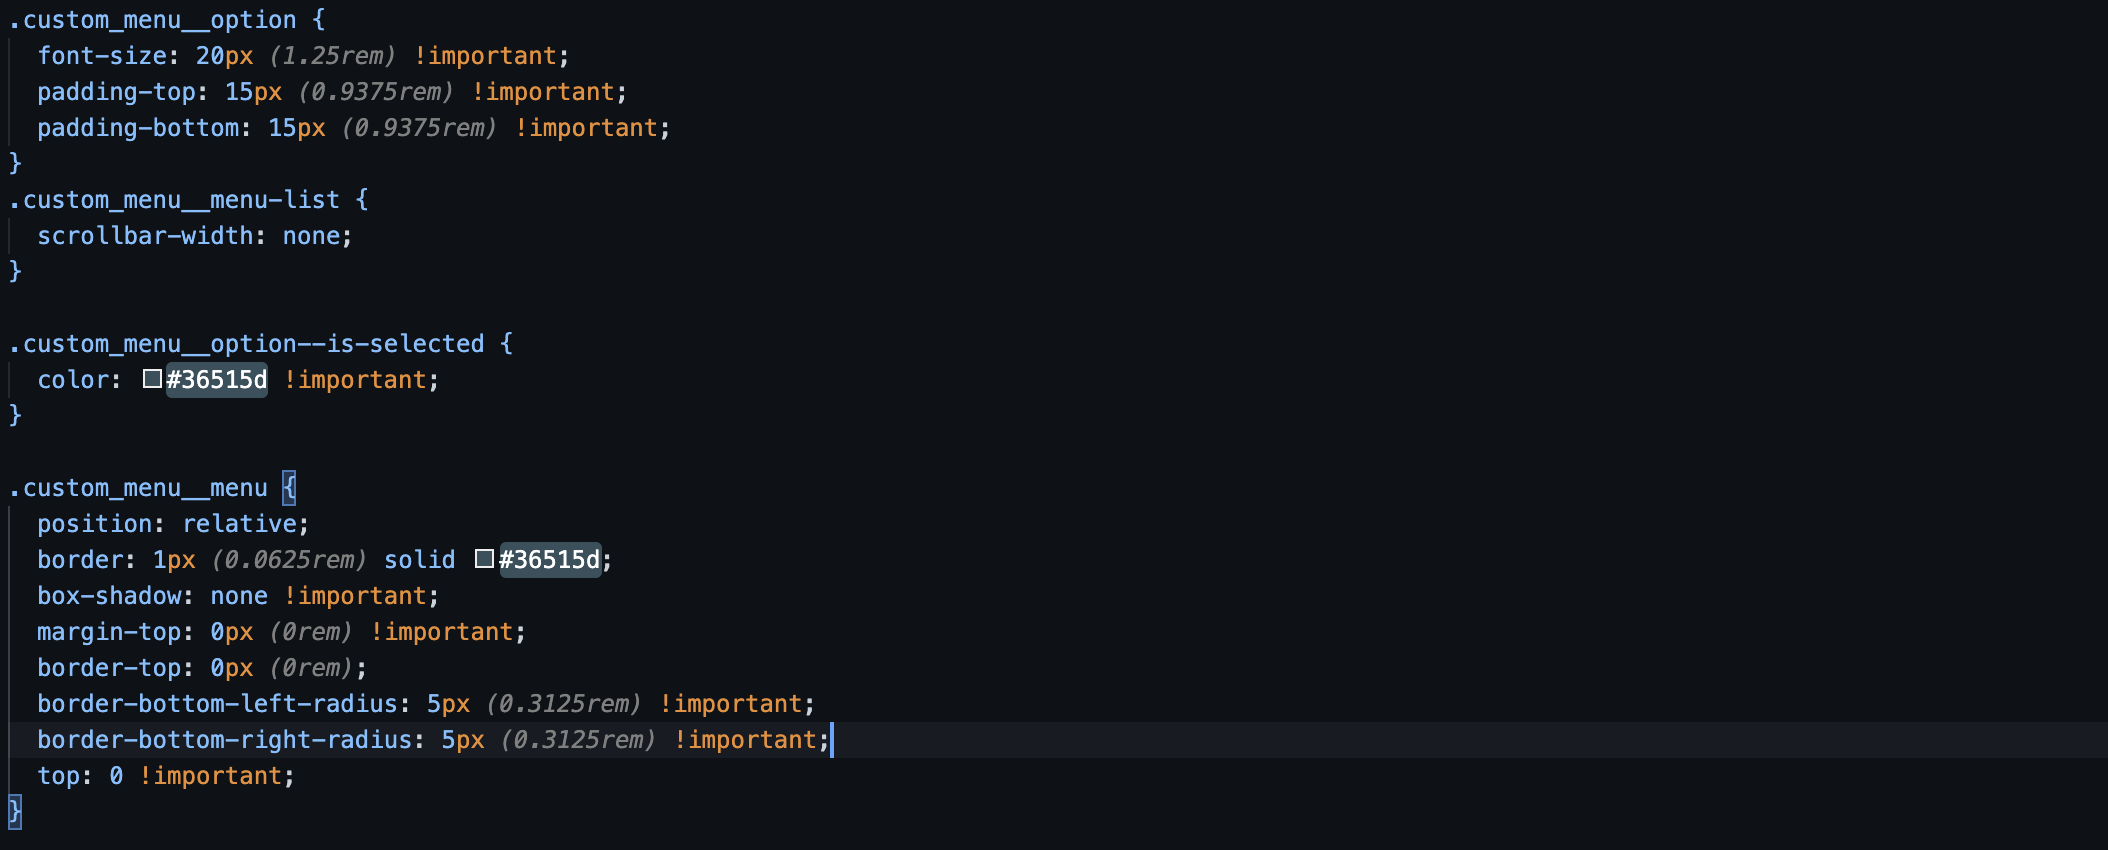 .custom_menu__option {
font-size: 20px (1.25rem) !important;
padding-top: 15px (0.9375rem) !important;
padding-bottom: 15px (0.9375rem) !important;
}
.custom_menu__menu-list {
scrollbar-width: none;
}
.custom_menu__option--is-selected {
color: #36515d !important;
}
.custom_menu__menu {
position: relative;
border: 1px (0.0625rem) solid #36515d;
box-shadow: none !important;
margin-top: 0px (0rem) !important;
border-top: 0px (0rem);
border-bottom-left-radius: 5px (0.3125rem) !important;
border-bottom-right-radius: 5px (0.3125rem) !important;
top: 0 !important;
}